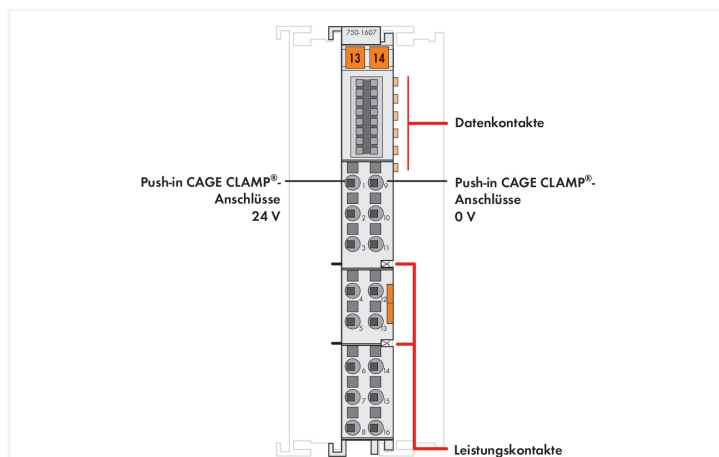 750-1607
13 14
Datenkontakte
Push-in CAGE CLAMP®-
Anschlüsse
24 V
Push-in CAGE CLAMP®-
Anschlüsse
0 V
1 9
2 10
3 11
4 12
5 13
6 14
7 15
8 16
Leistungskontakte